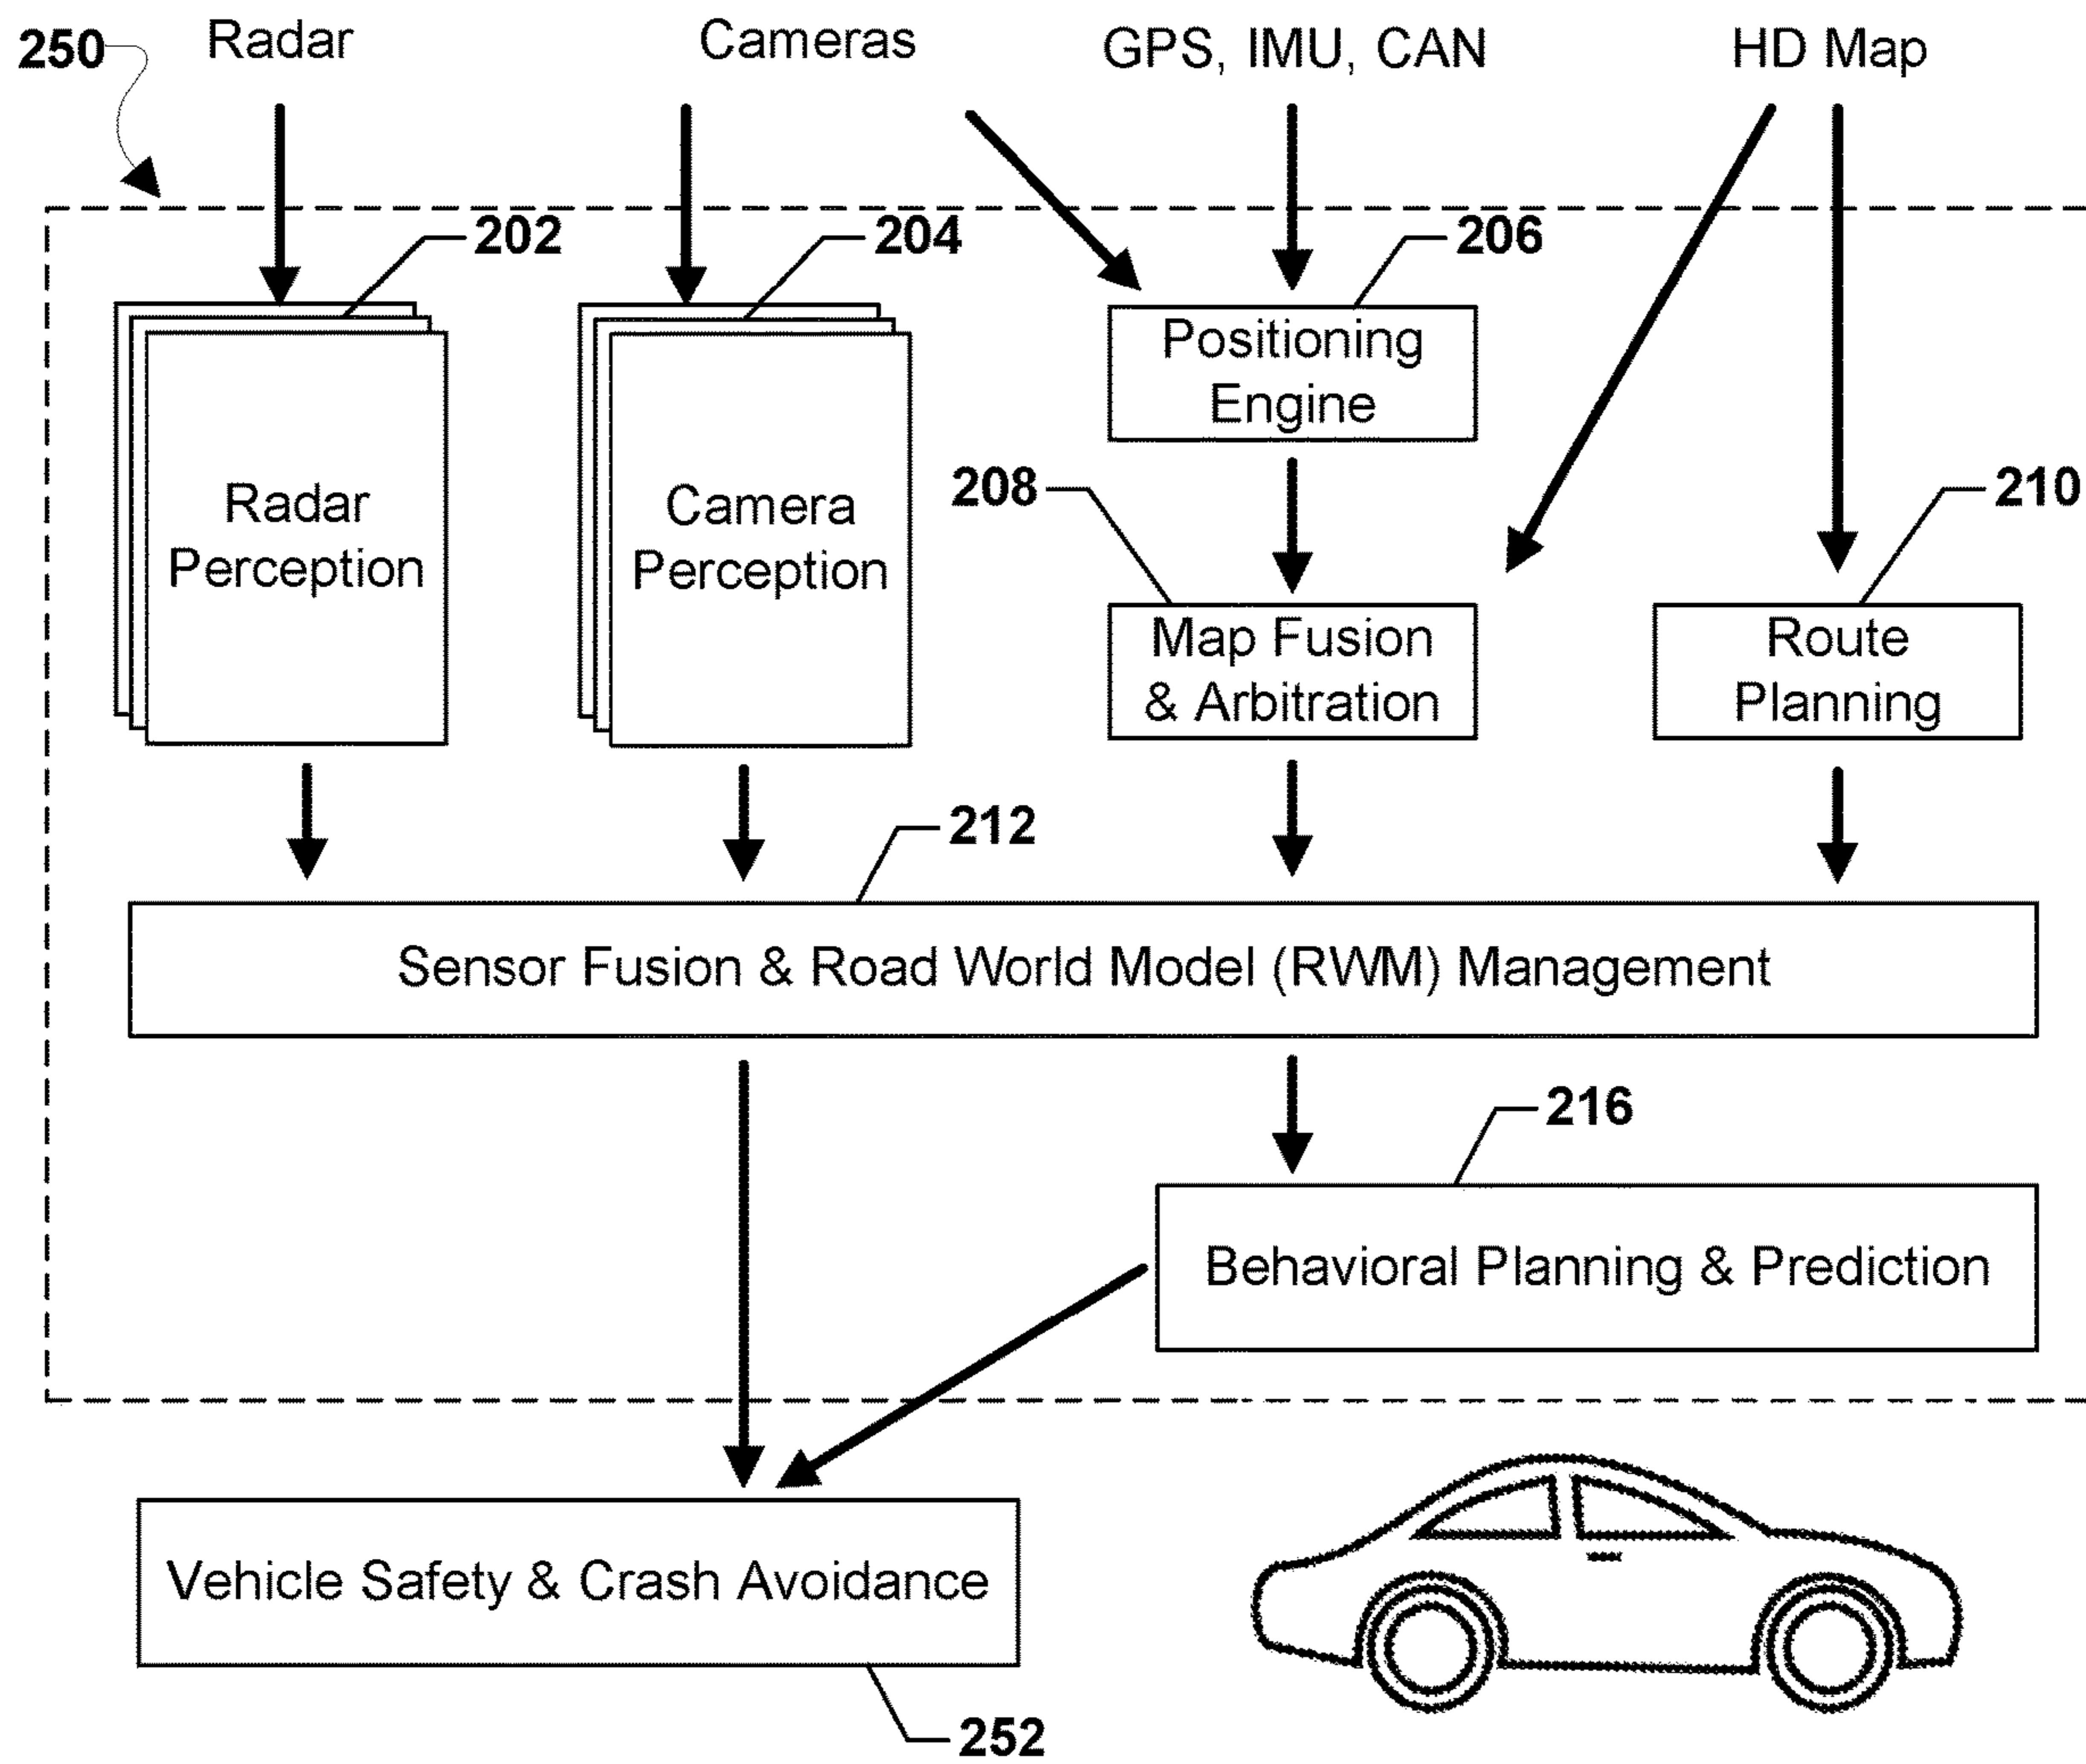 250
Radar
Cameras
GPS, IMU, CAN
HD Map
202
204
206
Radar
Perception
Camera
Perception
Positioning
Engine
208
210
Map Fusion
& Arbitration
Route
Planning
212
Sensor Fusion & Road World Model (RWM) Management
216
Behavioral Planning & Prediction
Vehicle Safety & Crash Avoidance
252